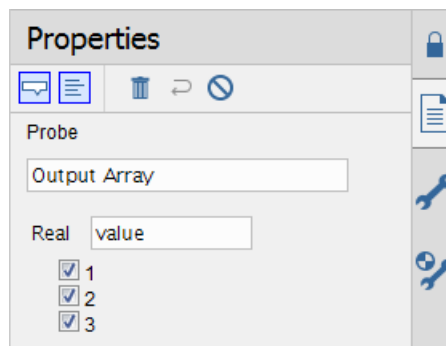 Properties
Probe
Output Array
Real value
1
2
3